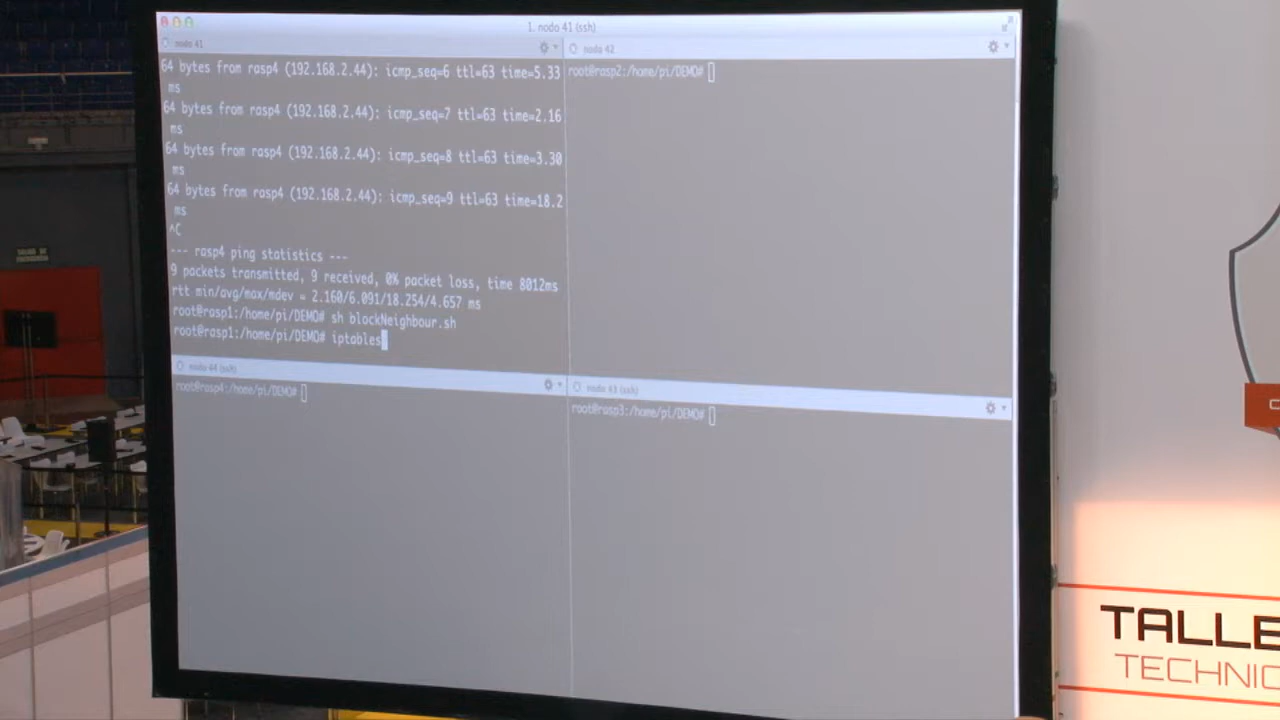 1. nodo 41 (ssh)
nodo 41
64 bytes from rasp4 (192.168.2.44): icmp_seq=6 ttl=63 time=5.33
ms
64 bytes from rasp4 (192.168.2.44): icmp_seq=7 ttl=63 time=2.16
ms
64 bytes from rasp4 (192.168.2.44): icmp_seq=8 ttl=63 time=3.30
ms
64 bytes from rasp4 (192.168.2.44): icmp_seq=9 ttl=63 time=18.2
ms
^C
--- rasp4 ping statistics ---
9 packets transmitted, 9 received, 0% packet loss, time 8012ms
rtt min/avg/max/mdev = 2.160/6.091/18.254/4.657 ms
root@rasp1:/home/pi/DEMO# sh blockNeighbour.sh
root@rasp1:/home/pi/DEMO# iptables
nodo 42
root@rasp2:/home/pi/DEMO#
nodo 44 (ssh)
root@rasp4:/home/pi/DEMO#
nodo 43 (ssh)
root@rasp3:/home/pi/DEMO#
TALLE
TECHNIC